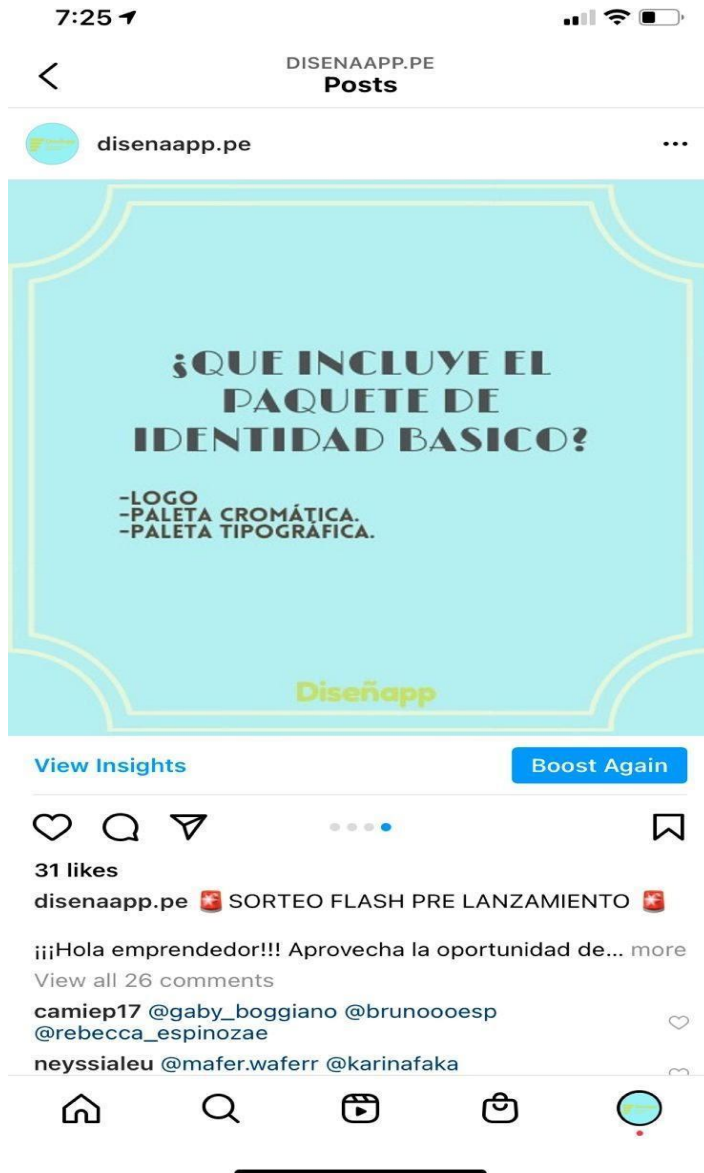 7:25
DISENAAPP.PE
Posts
disenaapp.pe
¿QUE INCLUYE EL
PAQUETE DE
IDENTIDAD BASICO?
-LOGO
-PALETA CROMÁTICA.
-PALETA TIPOGRÁFICA.
Diseñapp
View Insights
Boost Again
31 likes
disenaapp.pe 🚨 SORTEO FLASH PRE LANZAMIENTO 🚨
¡¡¡Hola emprendedor!!! Aprovecha la oportunidad de... more
View all 26 comments
camiep17 @gaby_boggiano @brunoooesp
@rebecca_espinozae
neyssialeu @mafer.waferr @karinafaka